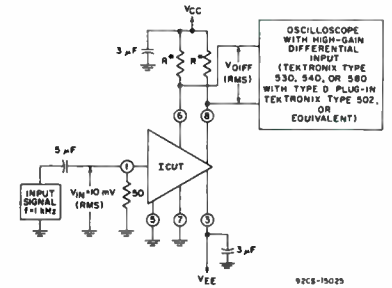 VCC
3 µF
R*
R*
VDIFF
(RMS)
OSCILLOSCOPE
WITH HIGH-GAIN
DIFFERENTIAL
INPUT
(TEKTRONIX TYPE
530, 540, OR 580
WITH TYPE D PLUG-IN
TEKTRONIX TYPE 502,
OR
EQUIVALENT)
6
8
5 µF
1
ICUT
INPUT
SIGNAL
f=1 kHz
VIN=10 mV
(RMS)
50
5
7
3
3 µF
VEE
92CS-15025